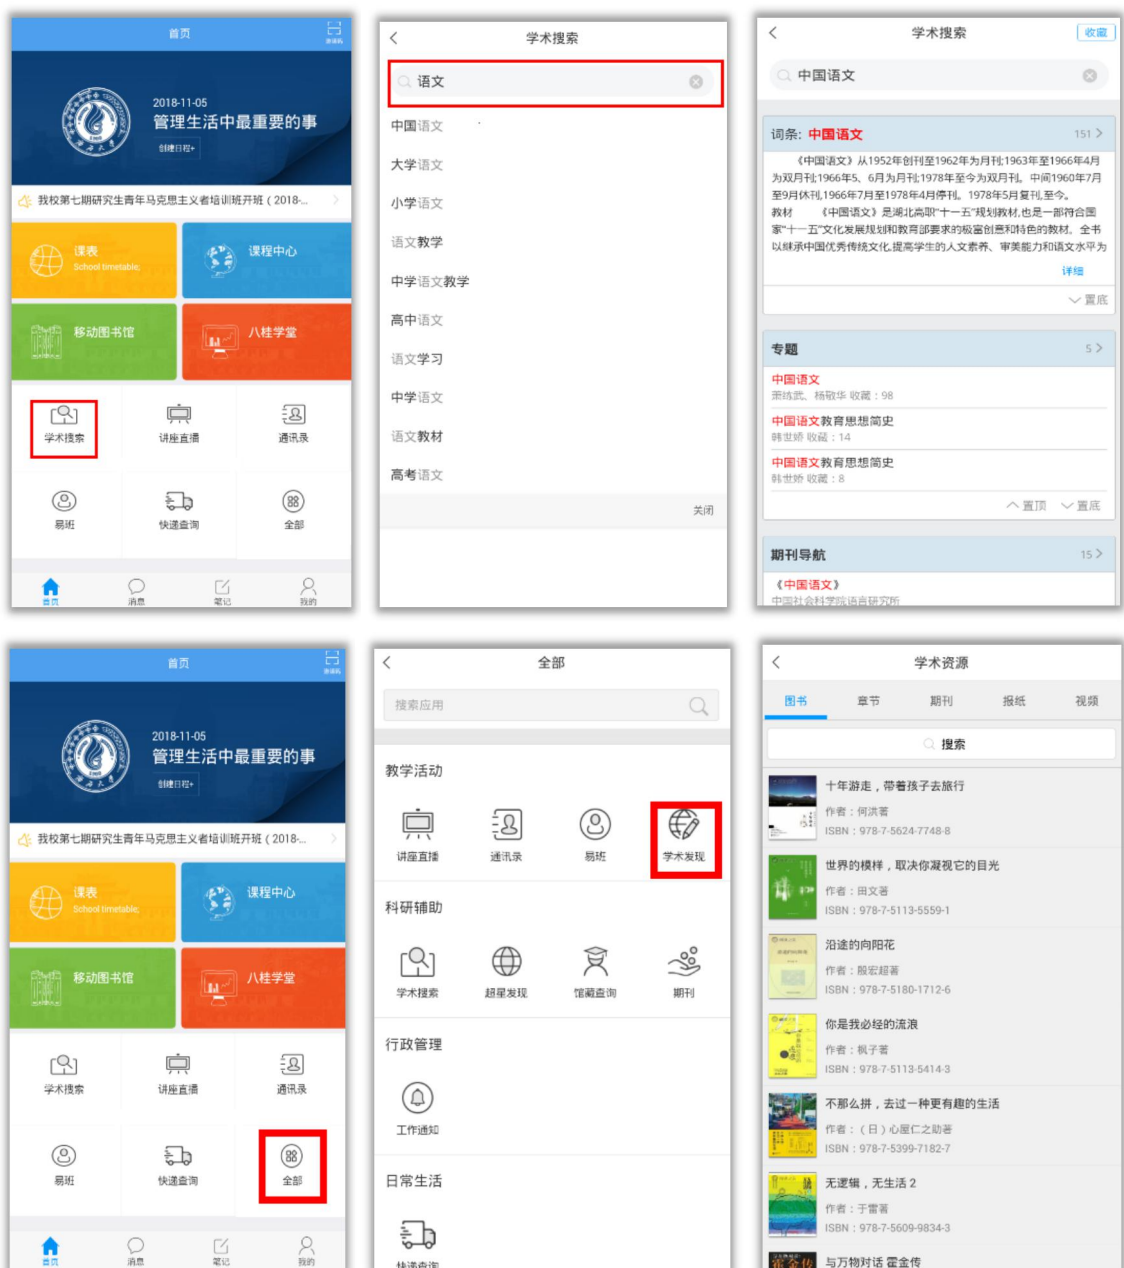 首页
2018-11-05
管理生活中最重要的事
创建日程+
我校第七期研究生青年马克思主义者培训班开班 ( 2018-...
课表
School timetable;
课程中心
移动图书馆
八桂学堂
学术搜索
讲座直播
通讯录
易班
快递查询
全部
首页
消息
笔记
我的
学术搜索
语文
中国语文
大学语文
小学语文
语文教学
中学语文教学
高中语文
语文学习
中学语文
语文教材
高考语文
关闭
学术搜索
收藏
中国语文
词条: 中国语文
151
《中国语文》从1952年创刊至1962年为月刊;1963年至1966年4月
为双月刊;1966年5、6月为月刊;1978年至今为双月刊。中间1960年7月
至9月休刊,1966年7月至1978年4月停刊。1978年5月复刊,至今。
教材 《中国语文》是湖北高职“十一五”规划教材,也是一部符合国
家“十一五”文化发展规划和教育部要求的极富创意和特色的教材。全书
以继承中国优秀传统文化,提高学生的人文素养、审美能力和语文水平为
详细
置底
专题
5
中国语文
萧练武、杨敬华 收藏 : 98
中国语文教育思想简史
韩世娇 收藏 : 14
中国语文教育思想简史
韩世娇 收藏 : 8
置顶 置底
期刊导航
15
《中国语文》
中国社会科学院语言研究所
首页
2018-11-05
管理生活中最重要的事
创建日程+
我校第七期研究生青年马克思主义者培训班开班 ( 2018-...
课表
School timetable;
课程中心
移动图书馆
八桂学堂
学术搜索
讲座直播
通讯录
易班
快递查询
全部
首页
消息
笔记
我的
全部
搜索应用
教学活动
讲座直播
通讯录
易班
学术发现
科研辅助
学术搜索
超星发现
馆藏查询
期刊
行政管理
工作通知
日常生活
快递查询
学术资源
图书
章节
期刊
报纸
视频
搜索
十年游走，带着孩子去旅行
作者：何洪著
ISBN：978-7-5624-7748-8
世界的模样，取决你凝视它的目光
作者：田文著
ISBN：978-7-5113-5559-1
沿途的向阳花
作者：殷宏超著
ISBN：978-7-5180-1712-6
你是我必经的流浪
作者：枫子著
ISBN：978-7-5113-5414-3
不那么拼，去过一种更有趣的生活
作者：（日）心屋仁之助著
ISBN：978-7-5399-7182-7
无逻辑，无生活 2
作者：于雷著
ISBN：978-7-5609-9834-3
霍金传
与万物对话 霍金传